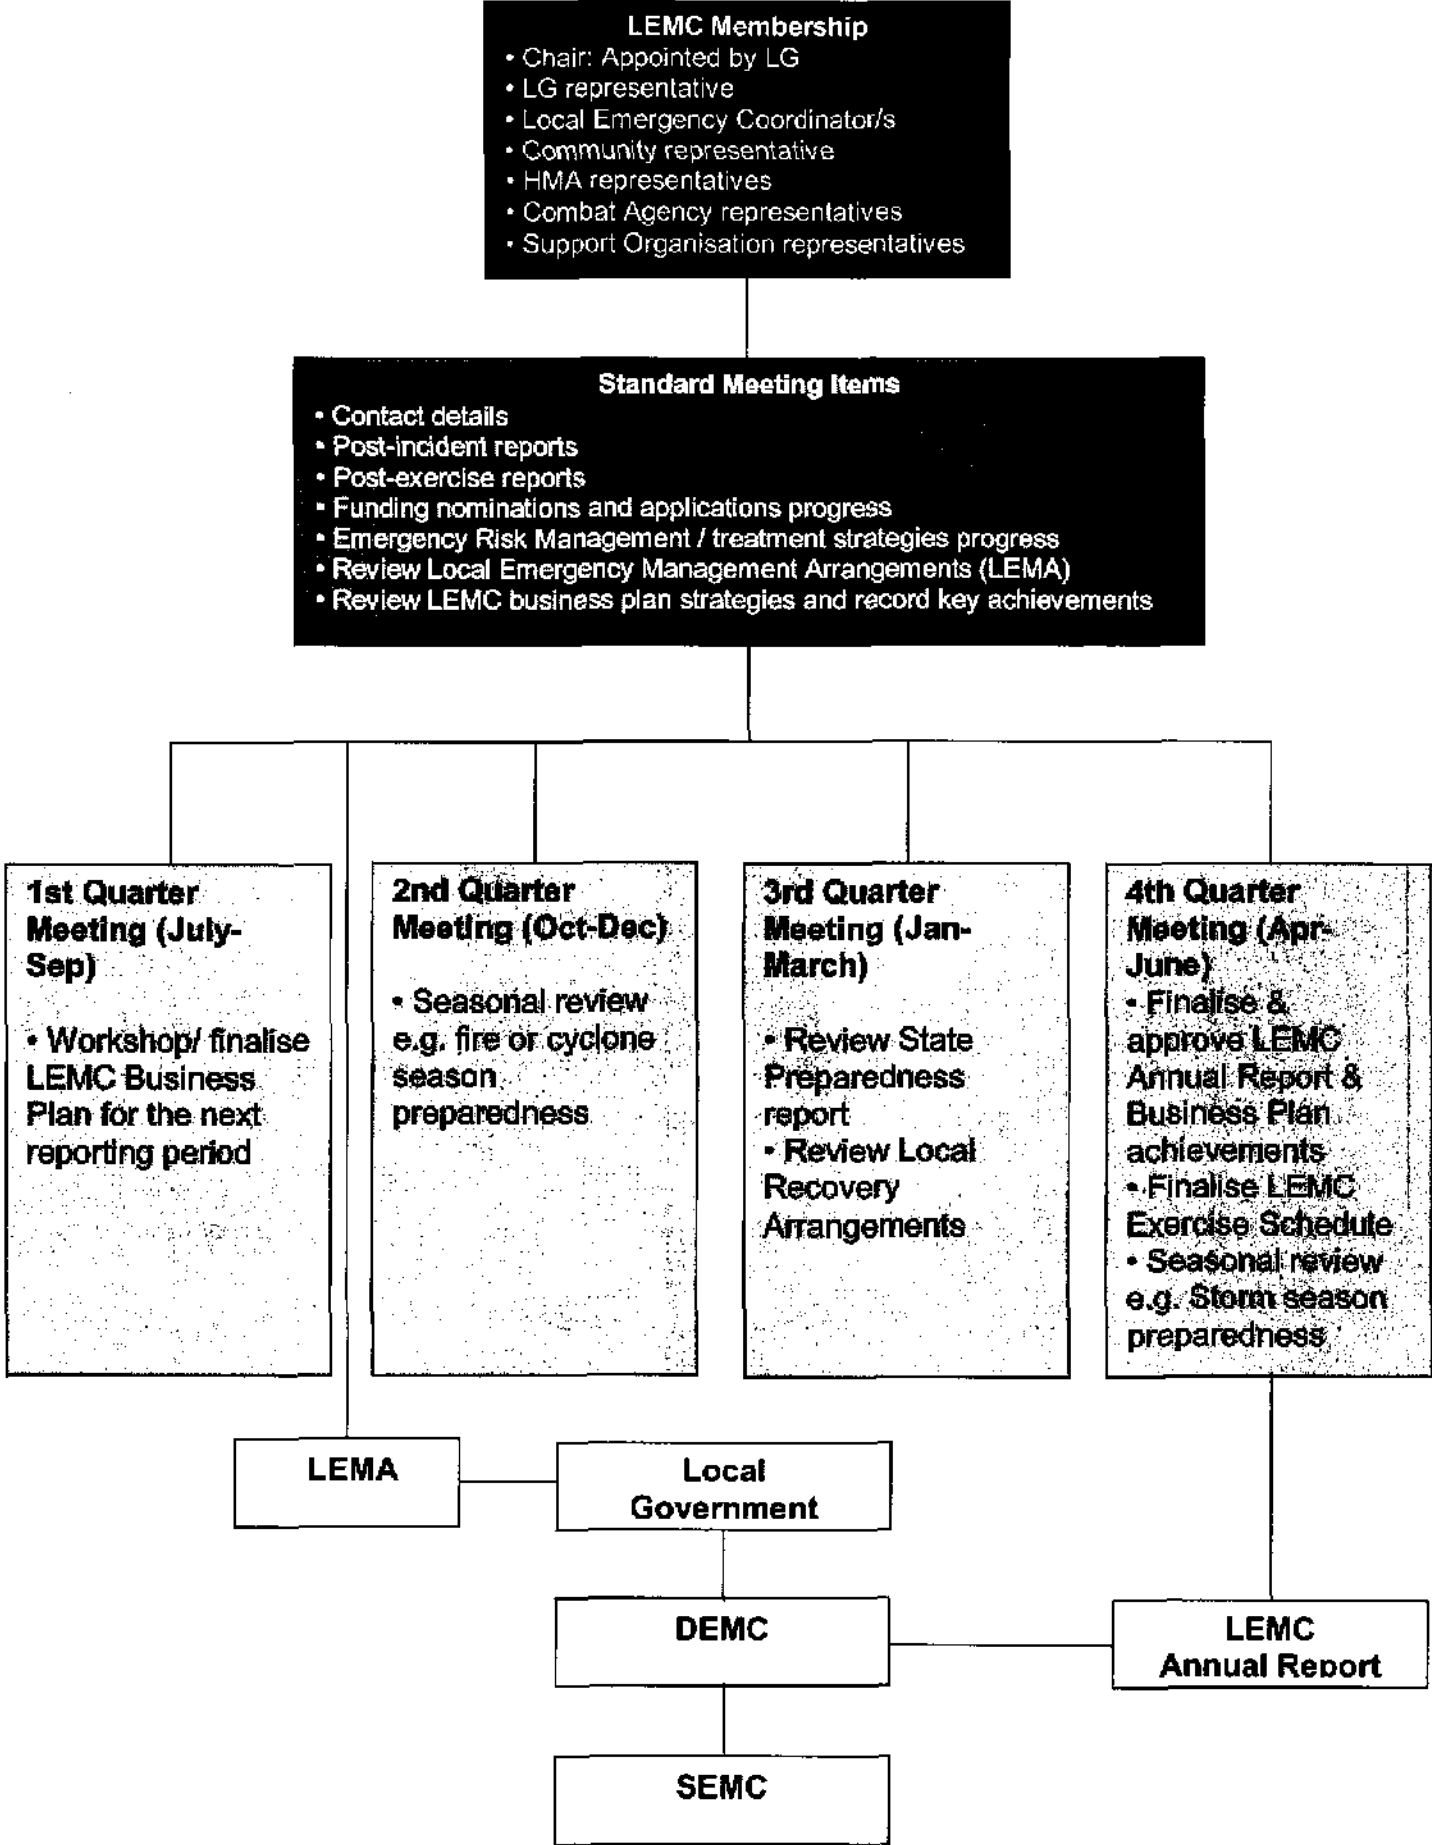 LEMC Membership
• Chair: Appointed by LG
• LG representative
• Local Emergency Coordinator/s
• Community representative
• HMA representatives
• Combat Agency representatives
• Support Organisation representatives
Standard Meeting Items
• Contact details
• Post-incident reports
• Post-exercise reports
• Funding nominations and applications progress
• Emergency Risk Management / treatment strategies progress
• Review Local Emergency Management Arrangements (LEMA)
• Review LEMC business plan strategies and record key achievements
1st Quarter
Meeting (July-
Sep)
• Workshop/ finalise
LEMC Business
Plan for the next
reporting period
2nd Quarter
Meeting (Oct-Dec)
• Seasonal review
e.g. fire or cyclone
season
preparedness
3rd Quarter
Meeting (Jan-
March)
• Review State
Preparedness
report
• Review Local
Recovery
Arrangements
4th Quarter
Meeting (Apr-
June)
• Finalise &
approve LEMC
Annual Report &
Business Plan
achievements
• Finalise LEMC
Exercise Schedule
• Seasonal review
e.g. Storm season
preparedness
LEMA
Local
Government
DEMC
LEMC
Annual Report
SEMC